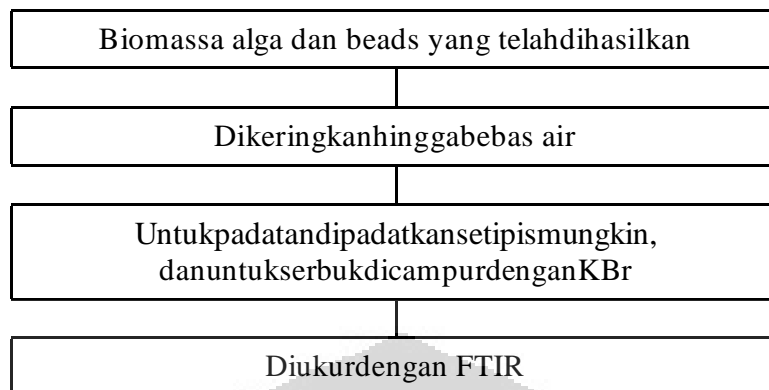 Biomassa alga dan beads yang telahdihasilkan
Dikeringkanhinggabebas air
Untukpadatandipadatkansetipismungkin,
danuntukserbukdicampurdenganKBr
Diukurdengan FTIR